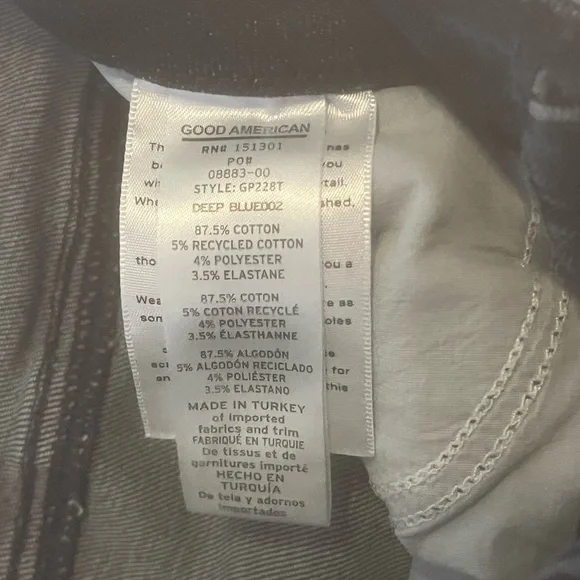 GOOD AMERICAN
RN# 151301
PO#
08883-00
STYLE: GP228T
DEEP BLUE002
87.5% COTTON
5% RECYCLED COTTON
4% POLYESTER
3.5% ELASTANE
87.5% COTON
5% COTON RECYCLÉ
4% POLYESTER
3.5% ÉLASTHANNE
87.5% ALGODÓN
5% ALGODÓN RECICLADO
4% POLIÉSTER
3.5% ELASTANO
MADE IN TURKEY
of imported
fabrics and trim
FABRIQUÉ EN TURQUIE
De tissus et de
garnitures importé
HECHO EN
TURQUÍA
De tela y adornos
importados